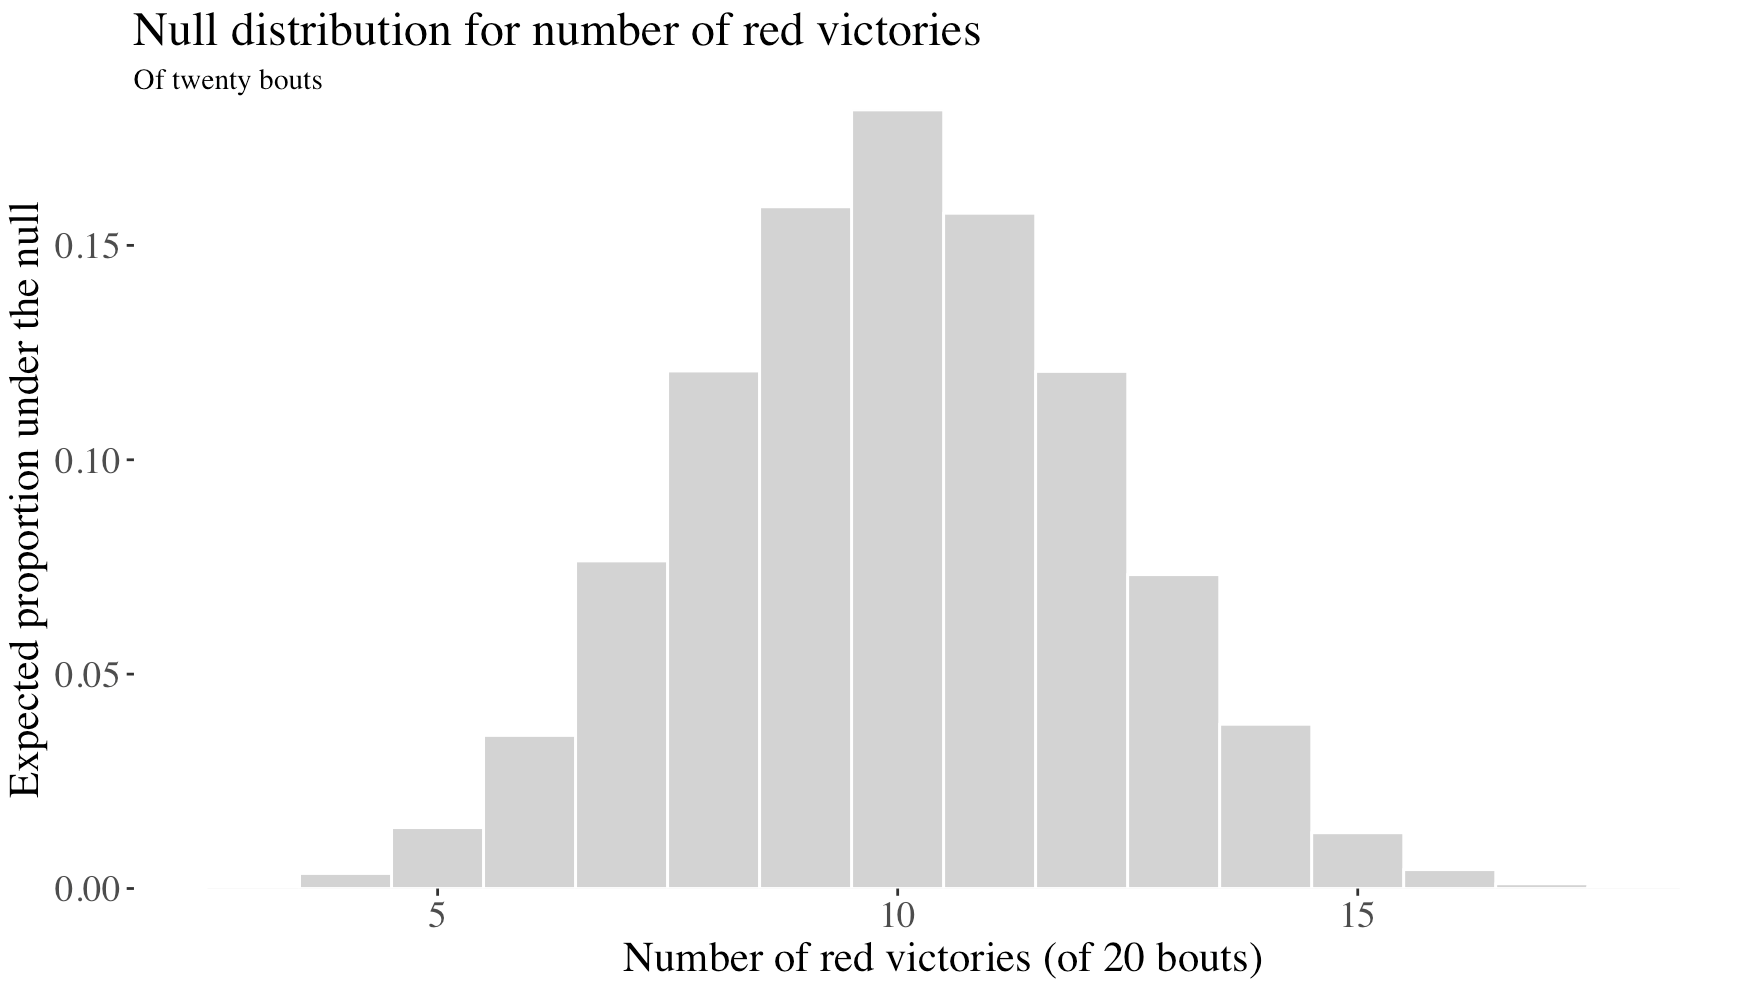 Null distribution for number of red victories
Of twenty bouts
Expected proportion under the null
0.15
0.10
0.05
0.00
5 10 15
Number of red victories (of 20 bouts)